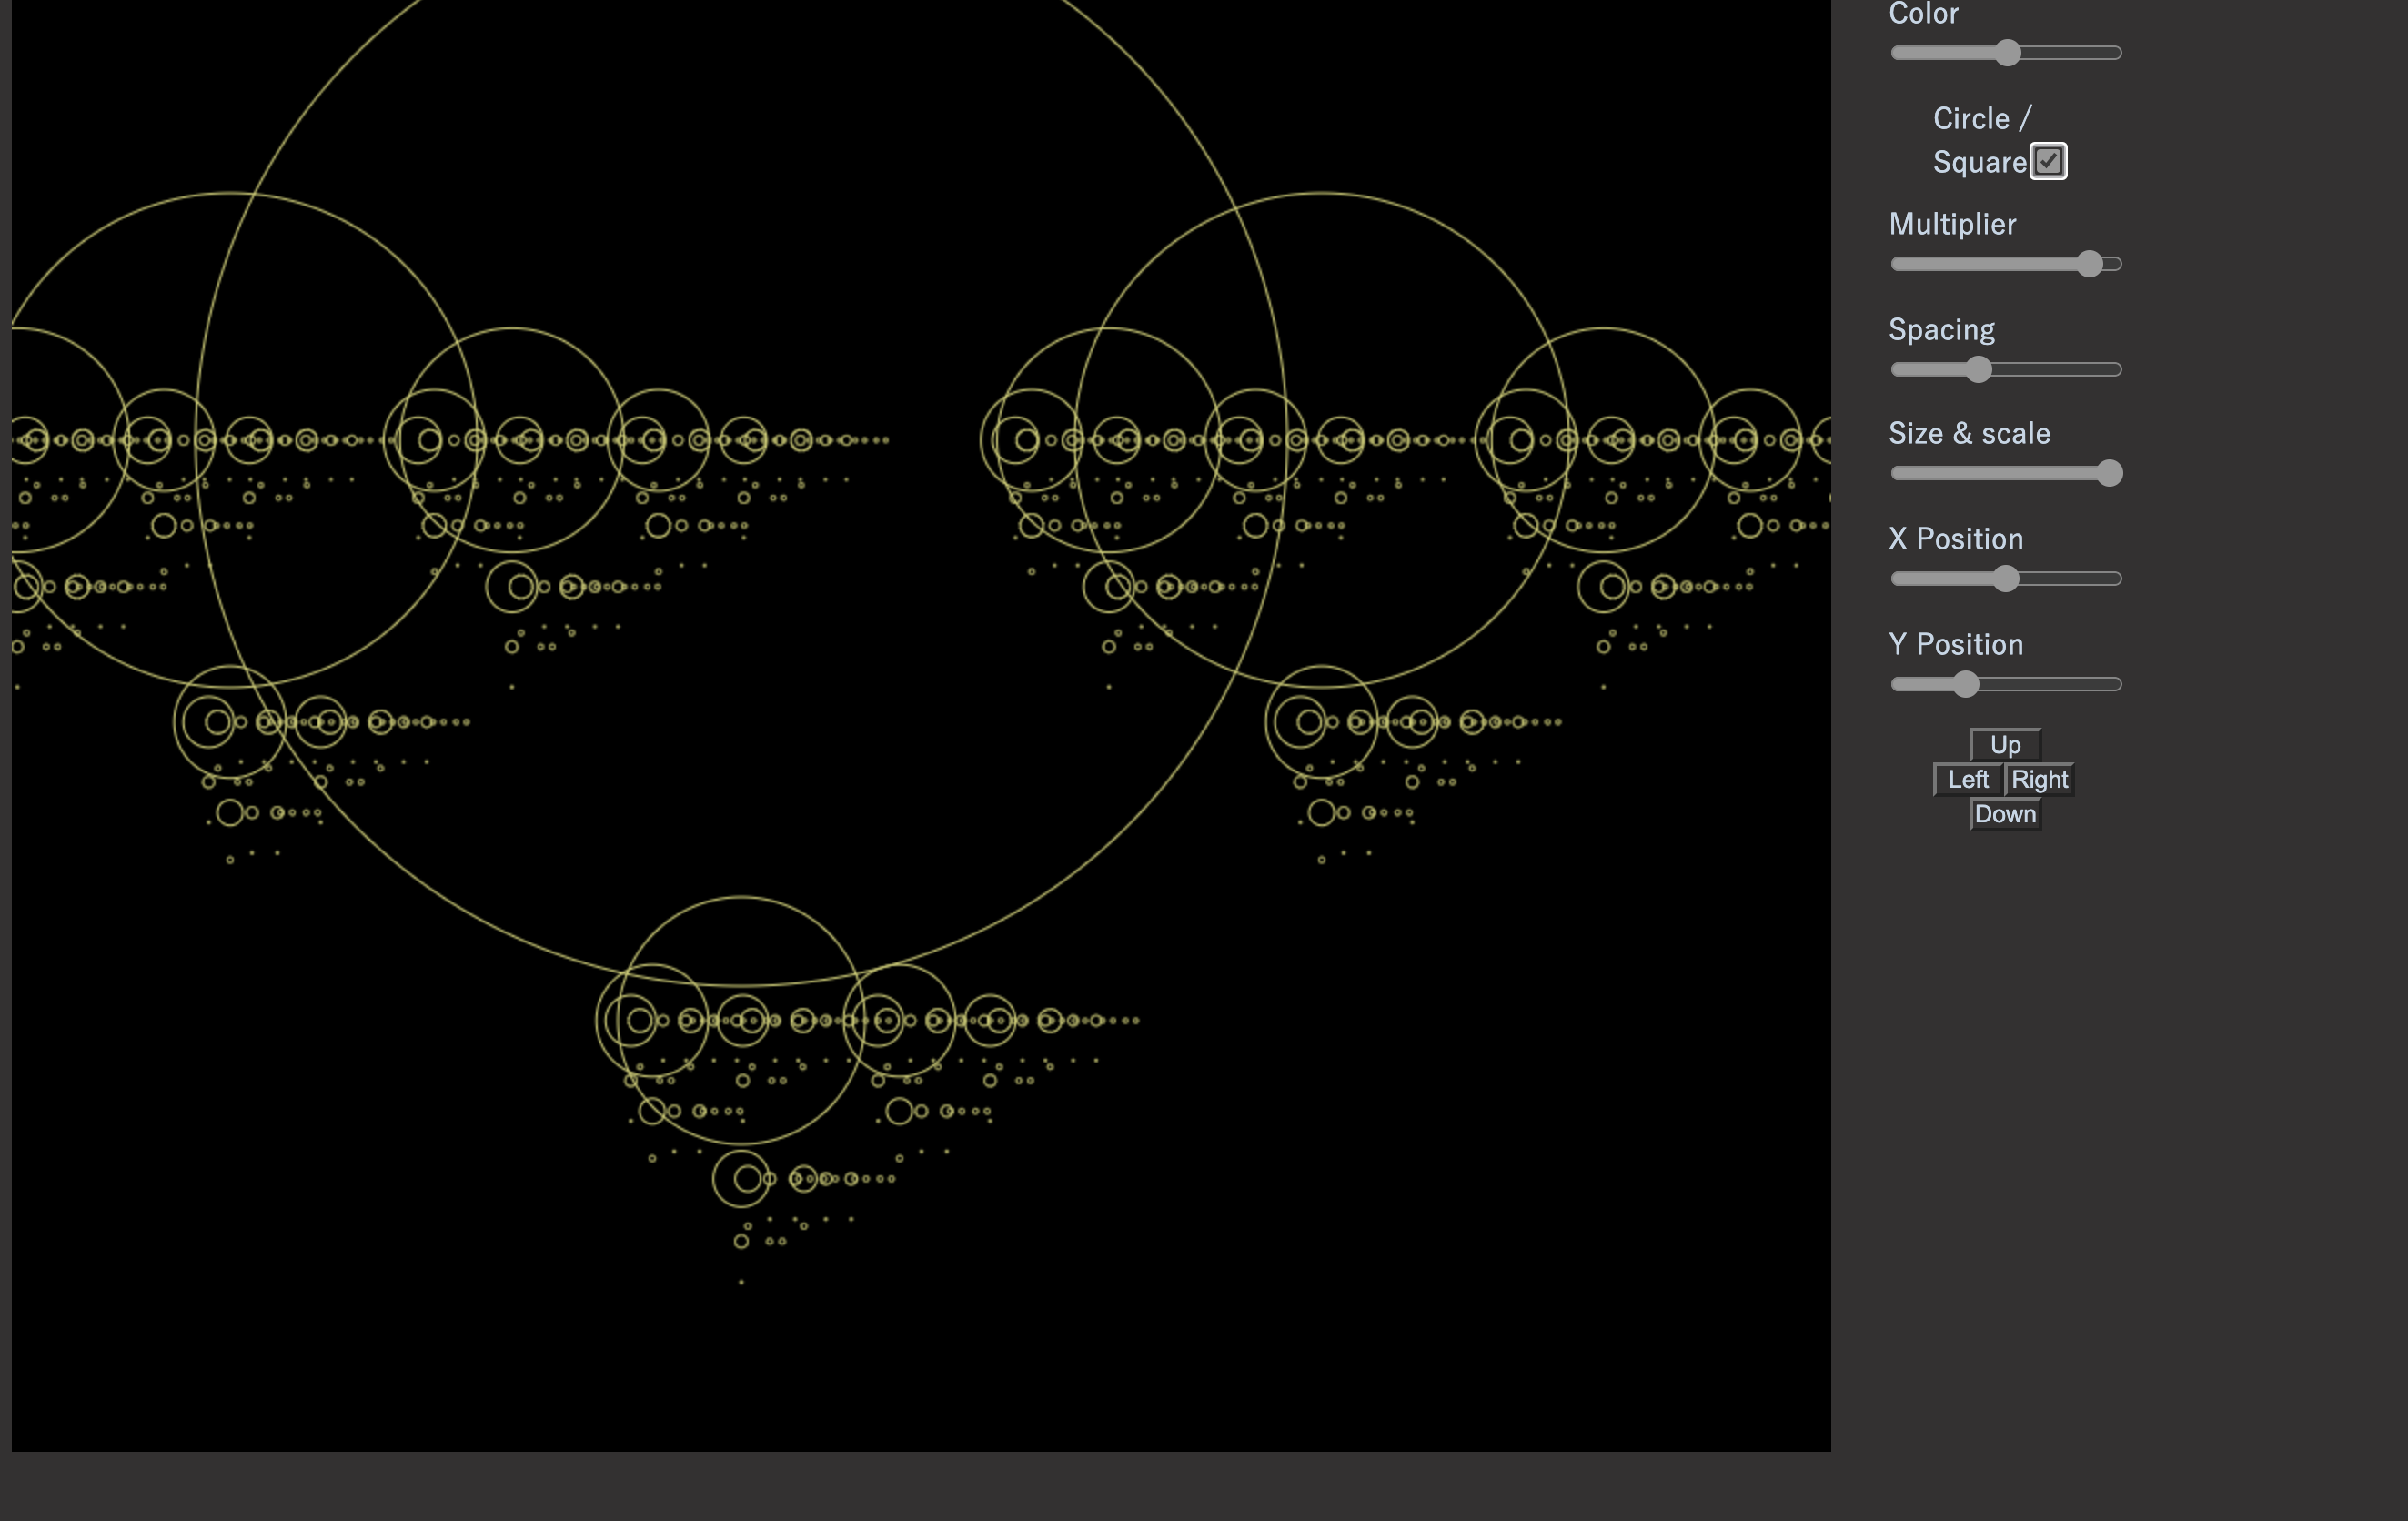 Color
Circle /
Square
Multiplier
Spacing
Size & scale
X Position
Y Position
Up
Left Right
Down